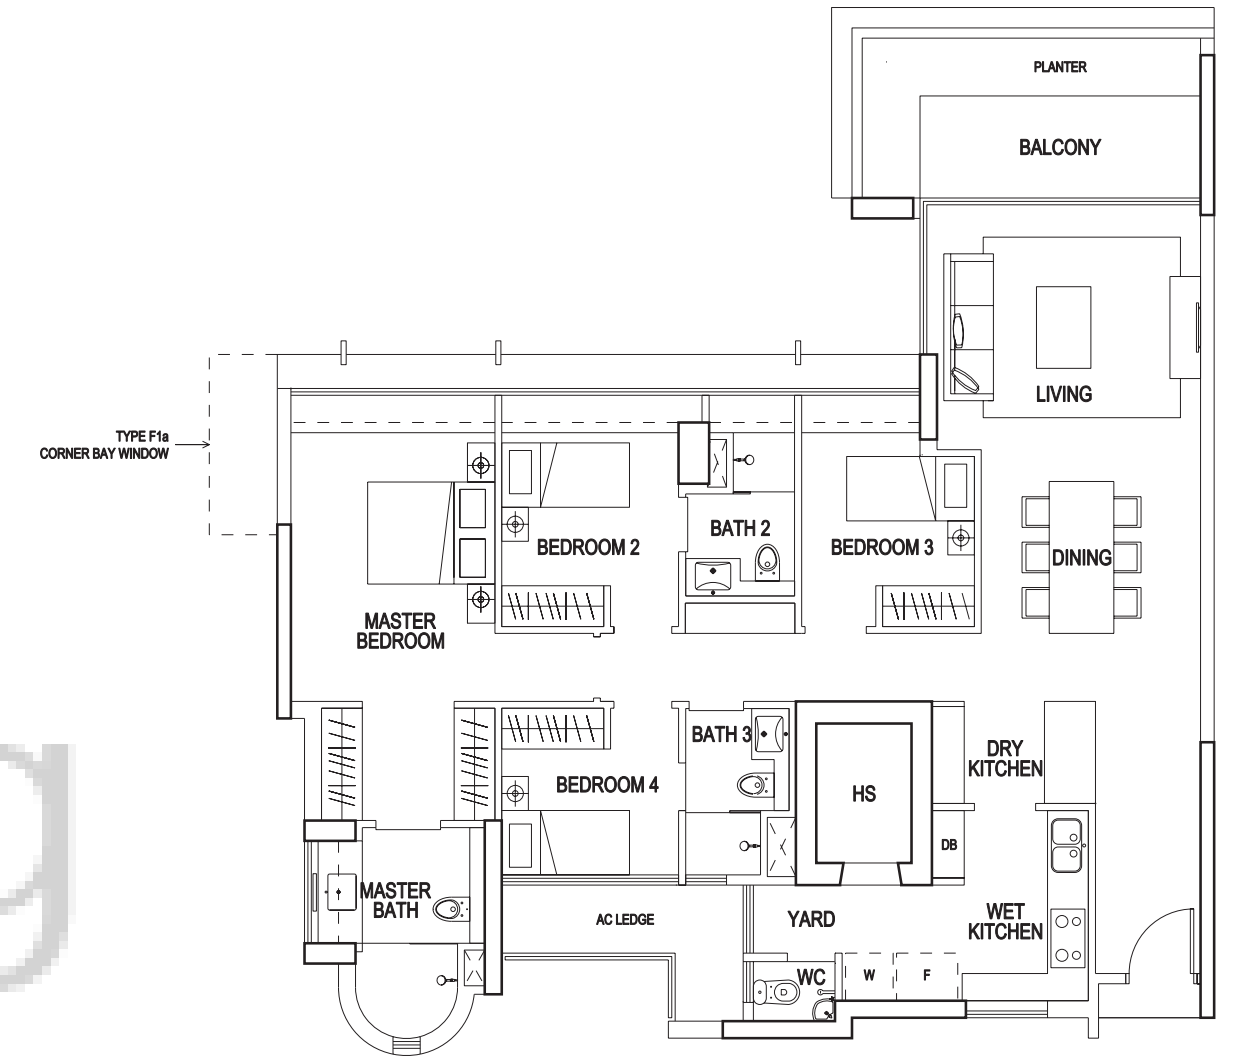 PLANTER
BALCONY
LIVING
TYPE F1a
CORNER BAY WINDOW
BATH 2
BEDROOM 2
BEDROOM 3
DINING
MASTER
BEDROOM
BATH 3
DRY
KITCHEN
BEDROOM 4
HS
DB
MASTER
BATH
AC LEDGE
YARD
WET
KITCHEN
WC
W
F